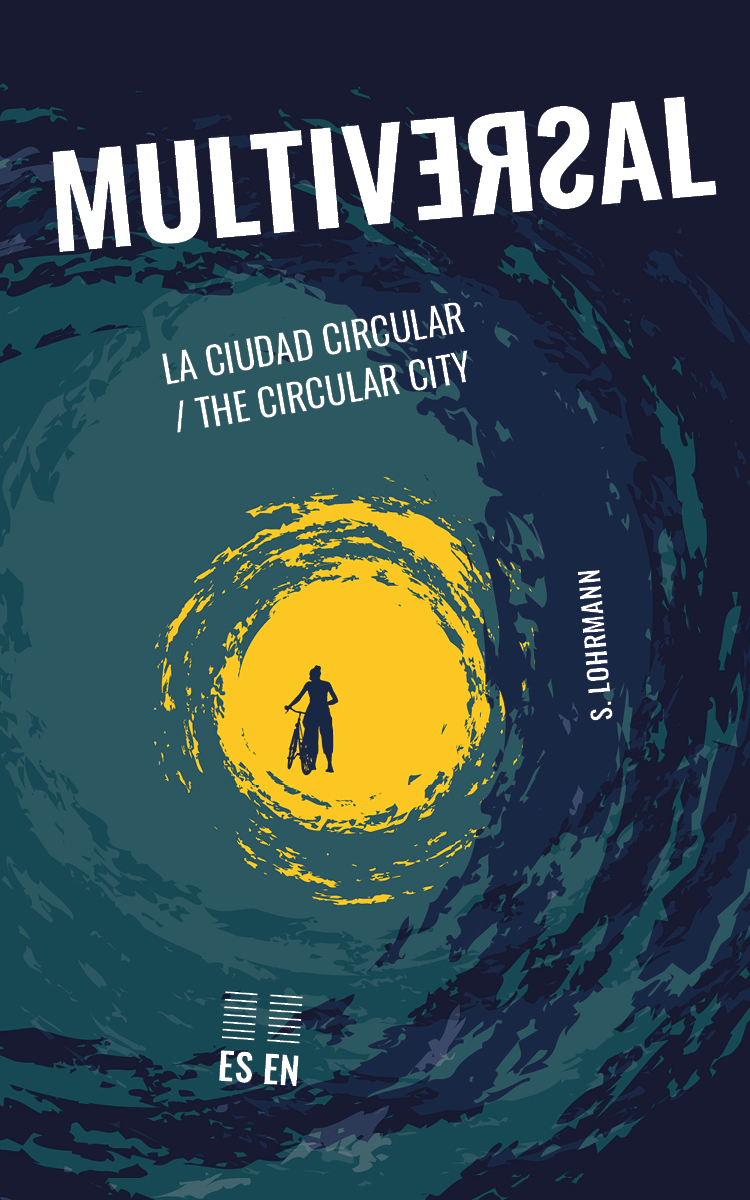 MULTIVERSAL
LA CIUDAD CIRCULAR
/ THE CIRCULAR CITY
S. LOHRMANN
ES EN